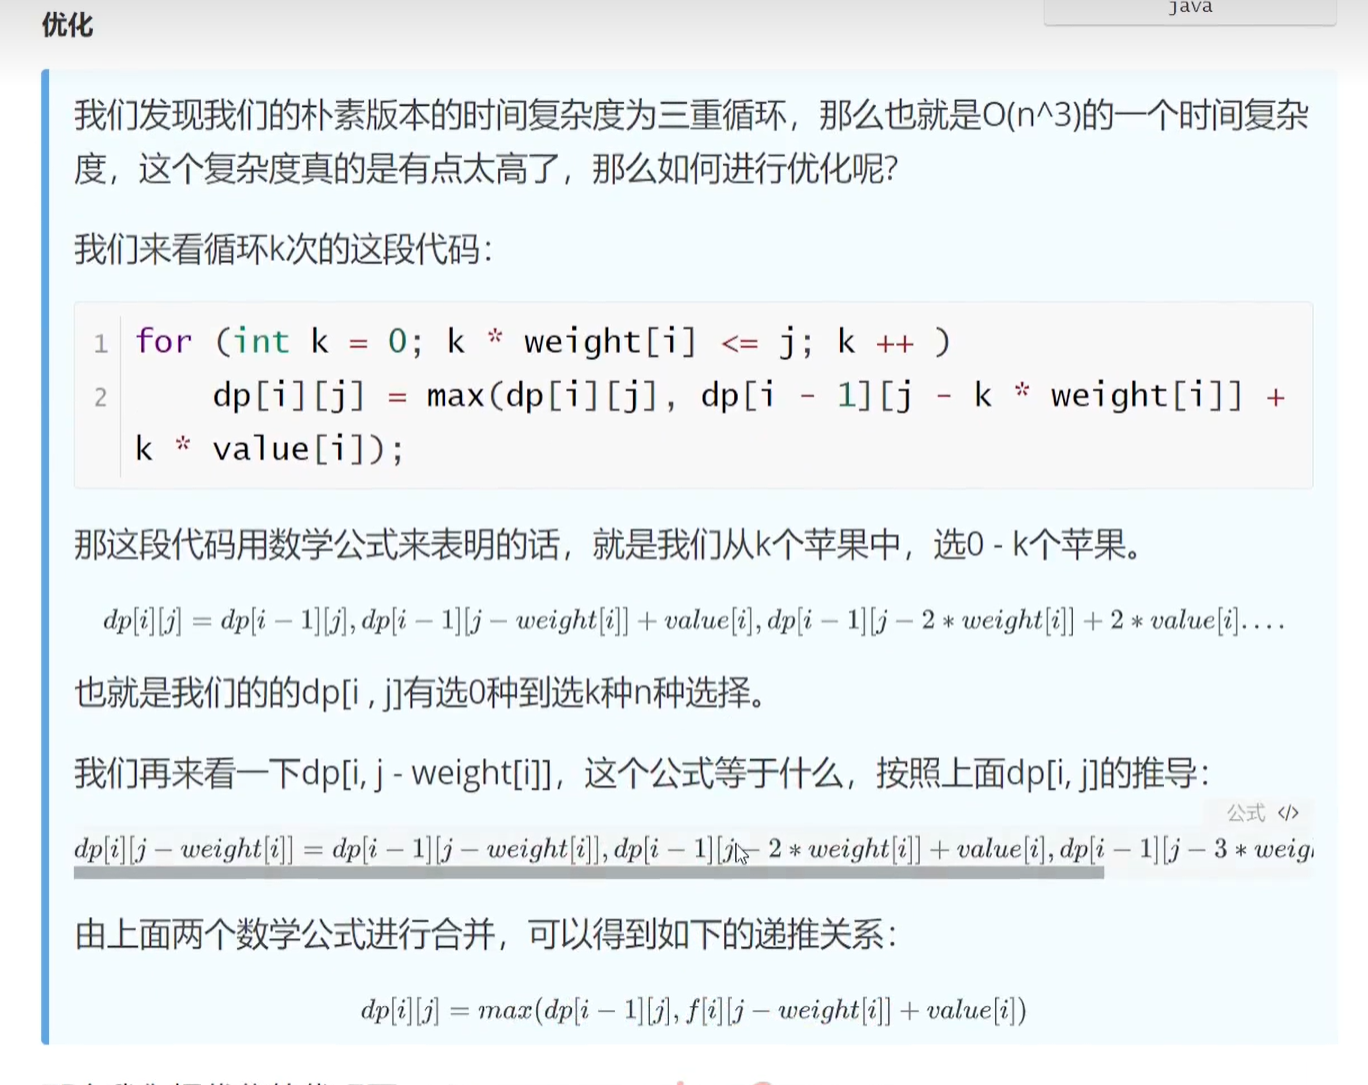 java
优化
我们发现我们的朴素版本的时间复杂度为三重循环，那么也就是O(n^3)的一个时间复杂
度，这个复杂度真的是有点太高了，那么如何进行优化呢？
我们来看循环k次的这段代码：
1 for (int k = 0; k * weight[i] <= j; k ++ )
2 dp[i][j] = max(dp[i][j], dp[i - 1][j - k * weight[i]] +
k * value[i]);
那这段代码用数学公式来表明的话，就是我们从k个苹果中，选0 - k个苹果。
dp[i][j] = dp[i − 1][j], dp[i − 1][j − weight[i]] + value[i], dp[i − 1][j − 2 ∗ weight[i]] + 2 ∗ value[i]....
也就是我们的的dp[i , j]有选0种到选k种n种选择。
我们再来看一下dp[i, j - weight[i]]，这个公式等于什么，按照上面dp[i, j]的推导：
公式 </>
dp[i][j − weight[i]] = dp[i − 1][j − weight[i]], dp[i − 1][j − 2 ∗ weight[i]] + value[i], dp[i − 1][j − 3 ∗ weig
由上面两个数学公式进行合并，可以得到如下的递推关系：
dp[i][j] = max(dp[i − 1][j], f[i][j − weight[i]] + value[i])